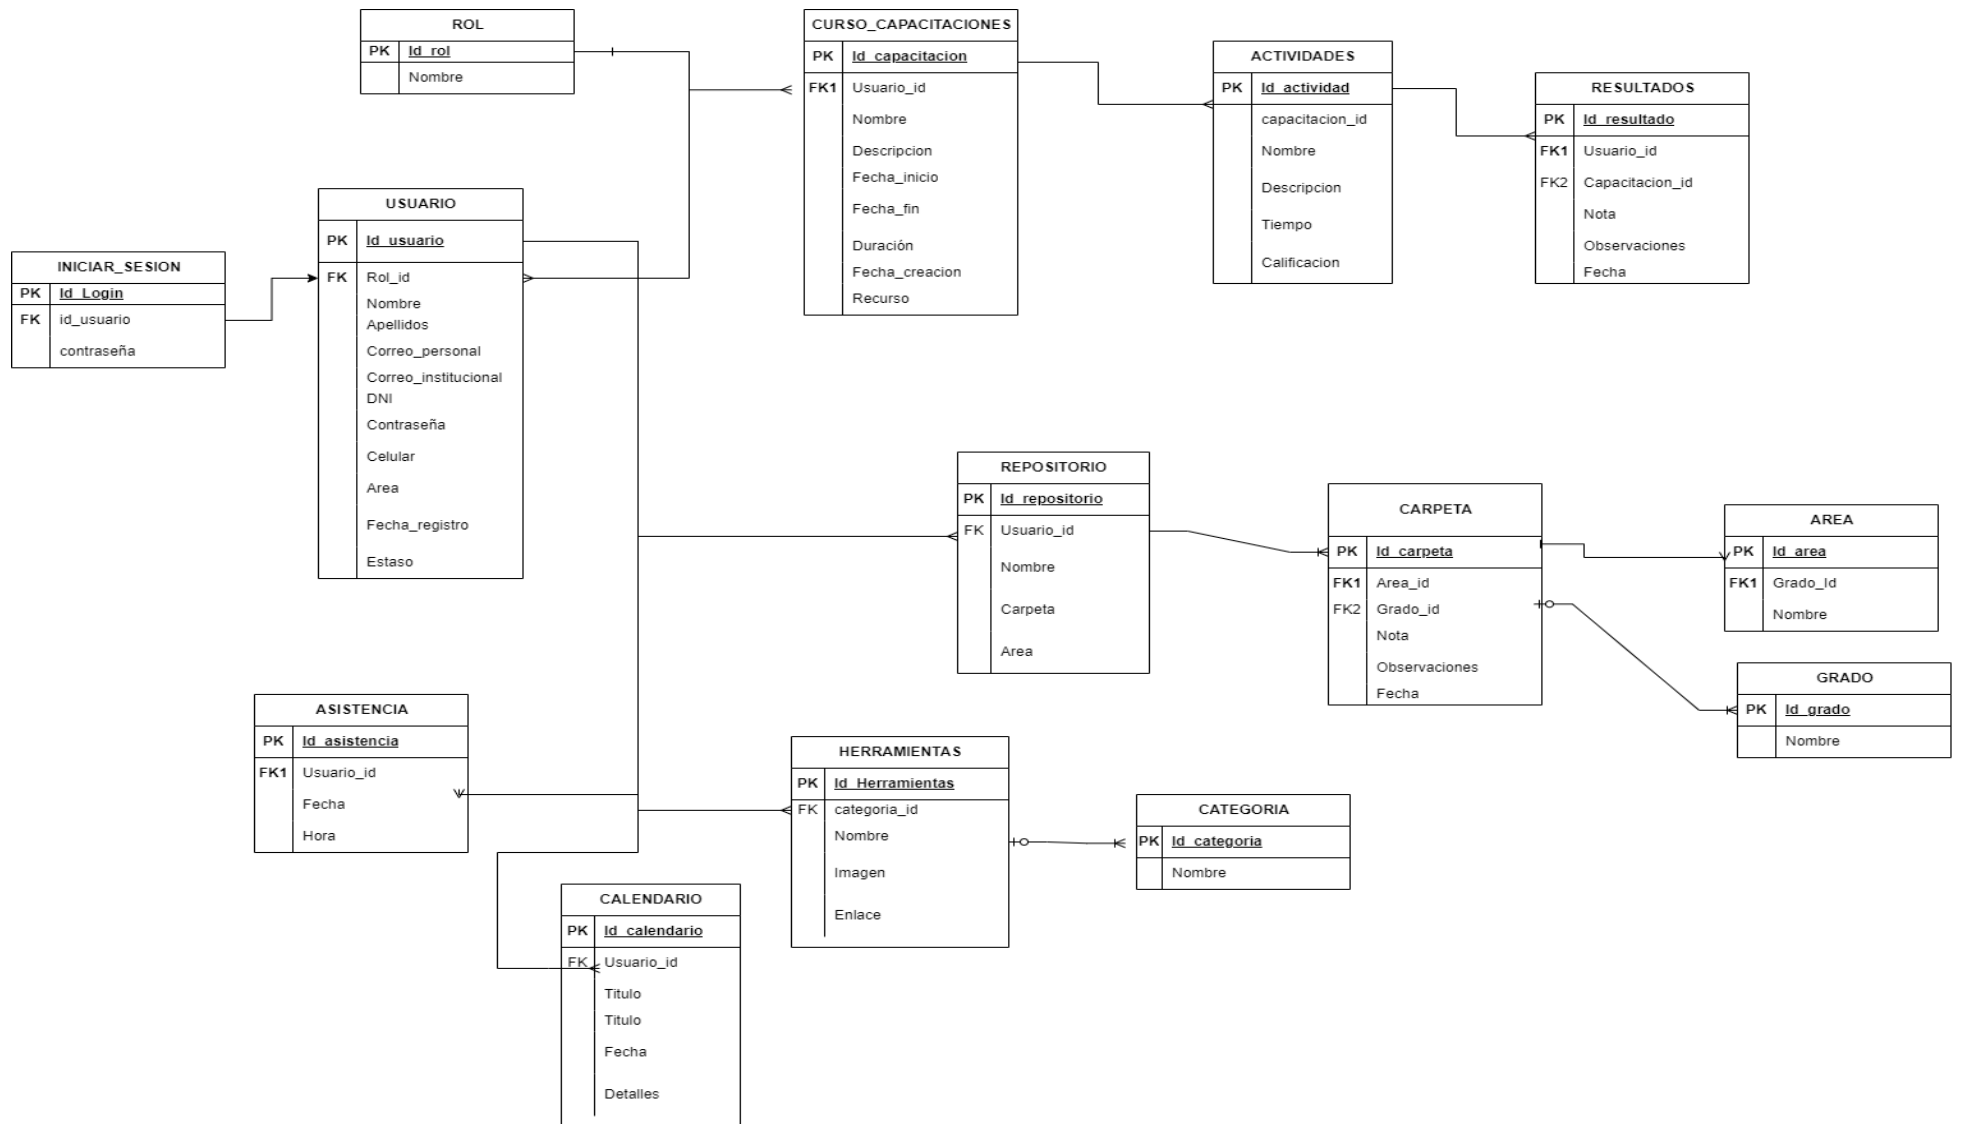 ROL
PK Id_rol
Nombre
CURSO_CAPACITACIONES
PK Id_capacitacion
FK1 Usuario_id
Nombre
Descripcion
Fecha_inicio
Fecha_fin
Duración
Fecha_creacion
Recurso
ACTIVIDADES
PK Id_actividad
capacitacion_id
Nombre
Descripcion
Tiempo
Calificacion
RESULTADOS
PK Id_resultado
FK1 Usuario_id
FK2 Capacitacion_id
Nota
Observaciones
Fecha
INICIAR_SESION
PK Id_Login
FK id_usuario
contraseña
USUARIO
PK Id_usuario
FK Rol_id
Nombre
Apellidos
Correo_personal
Correo_institucional
DNI
Contraseña
Celular
Area
Fecha_registro
Estaso
REPOSITORIO
PK Id_repositorio
FK Usuario_id
Nombre
Carpeta
Area
CARPETA
PK Id_carpeta
FK1 Area_id
FK2 Grado_id
Nota
Observaciones
Fecha
AREA
PK Id_area
FK1 Grado_Id
Nombre
GRADO
PK Id_grado
Nombre
ASISTENCIA
PK Id_asistencia
FK1 Usuario_id
Fecha
Hora
HERRAMIENTAS
PK Id_Herramientas
FK categoria_id
Nombre
Imagen
Enlace
CATEGORIA
PK Id_categoria
Nombre
CALENDARIO
PK Id_calendario
FK Usuario_id
Titulo
Titulo
Fecha
Detalles